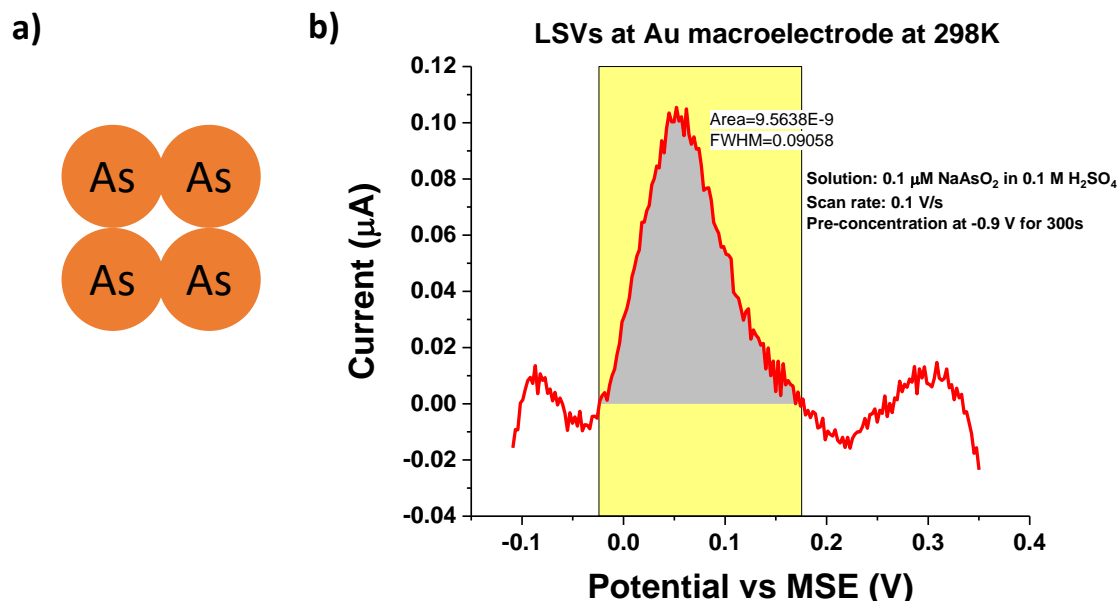 a)
As As
As As
b)
LSVs at Au macroelectrode at 298K
Area=9.5638E-9
FWHM=0.09058
Solution: 0.1 μM NaAsO₂ in 0.1 M H₂SO₄
Scan rate: 0.1 V/s
Pre-concentration at -0.9 V for 300s
Current (μA)
0.12
0.10
0.08
0.06
0.04
0.02
0.00
-0.02
-0.04
-0.1 0.0 0.1 0.2 0.3 0.4
Potential vs MSE (V)